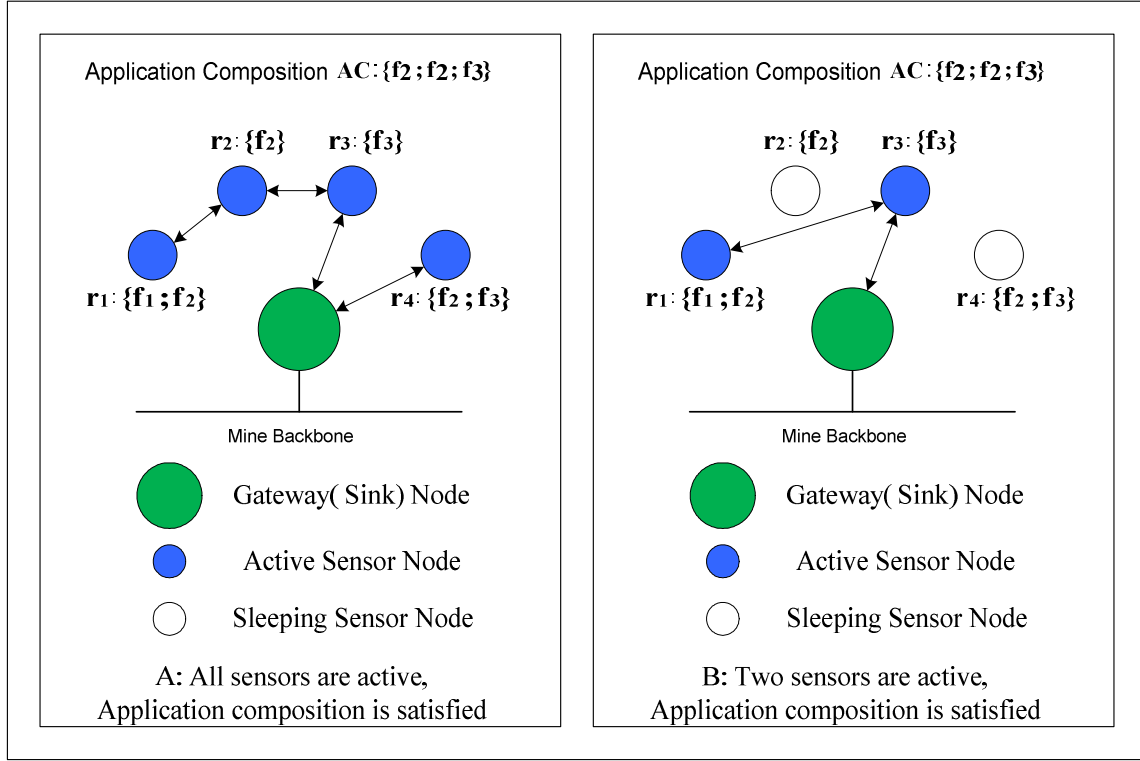 Application Composition AC:{f2;f2;f3}
r2:{f2} r3:{f3}
r1:{f1;f2} r4:{f2;f3}
Mine Backbone
Gateway( Sink) Node
Active Sensor Node
Sleeping Sensor Node
A: All sensors are active,
Application composition is satisfied
Application Composition AC:{f2;f2;f3}
r2:{f2} r3:{f3}
r1:{f1;f2} r4:{f2;f3}
Mine Backbone
Gateway( Sink) Node
Active Sensor Node
Sleeping Sensor Node
B: Two sensors are active,
Application composition is satisfied